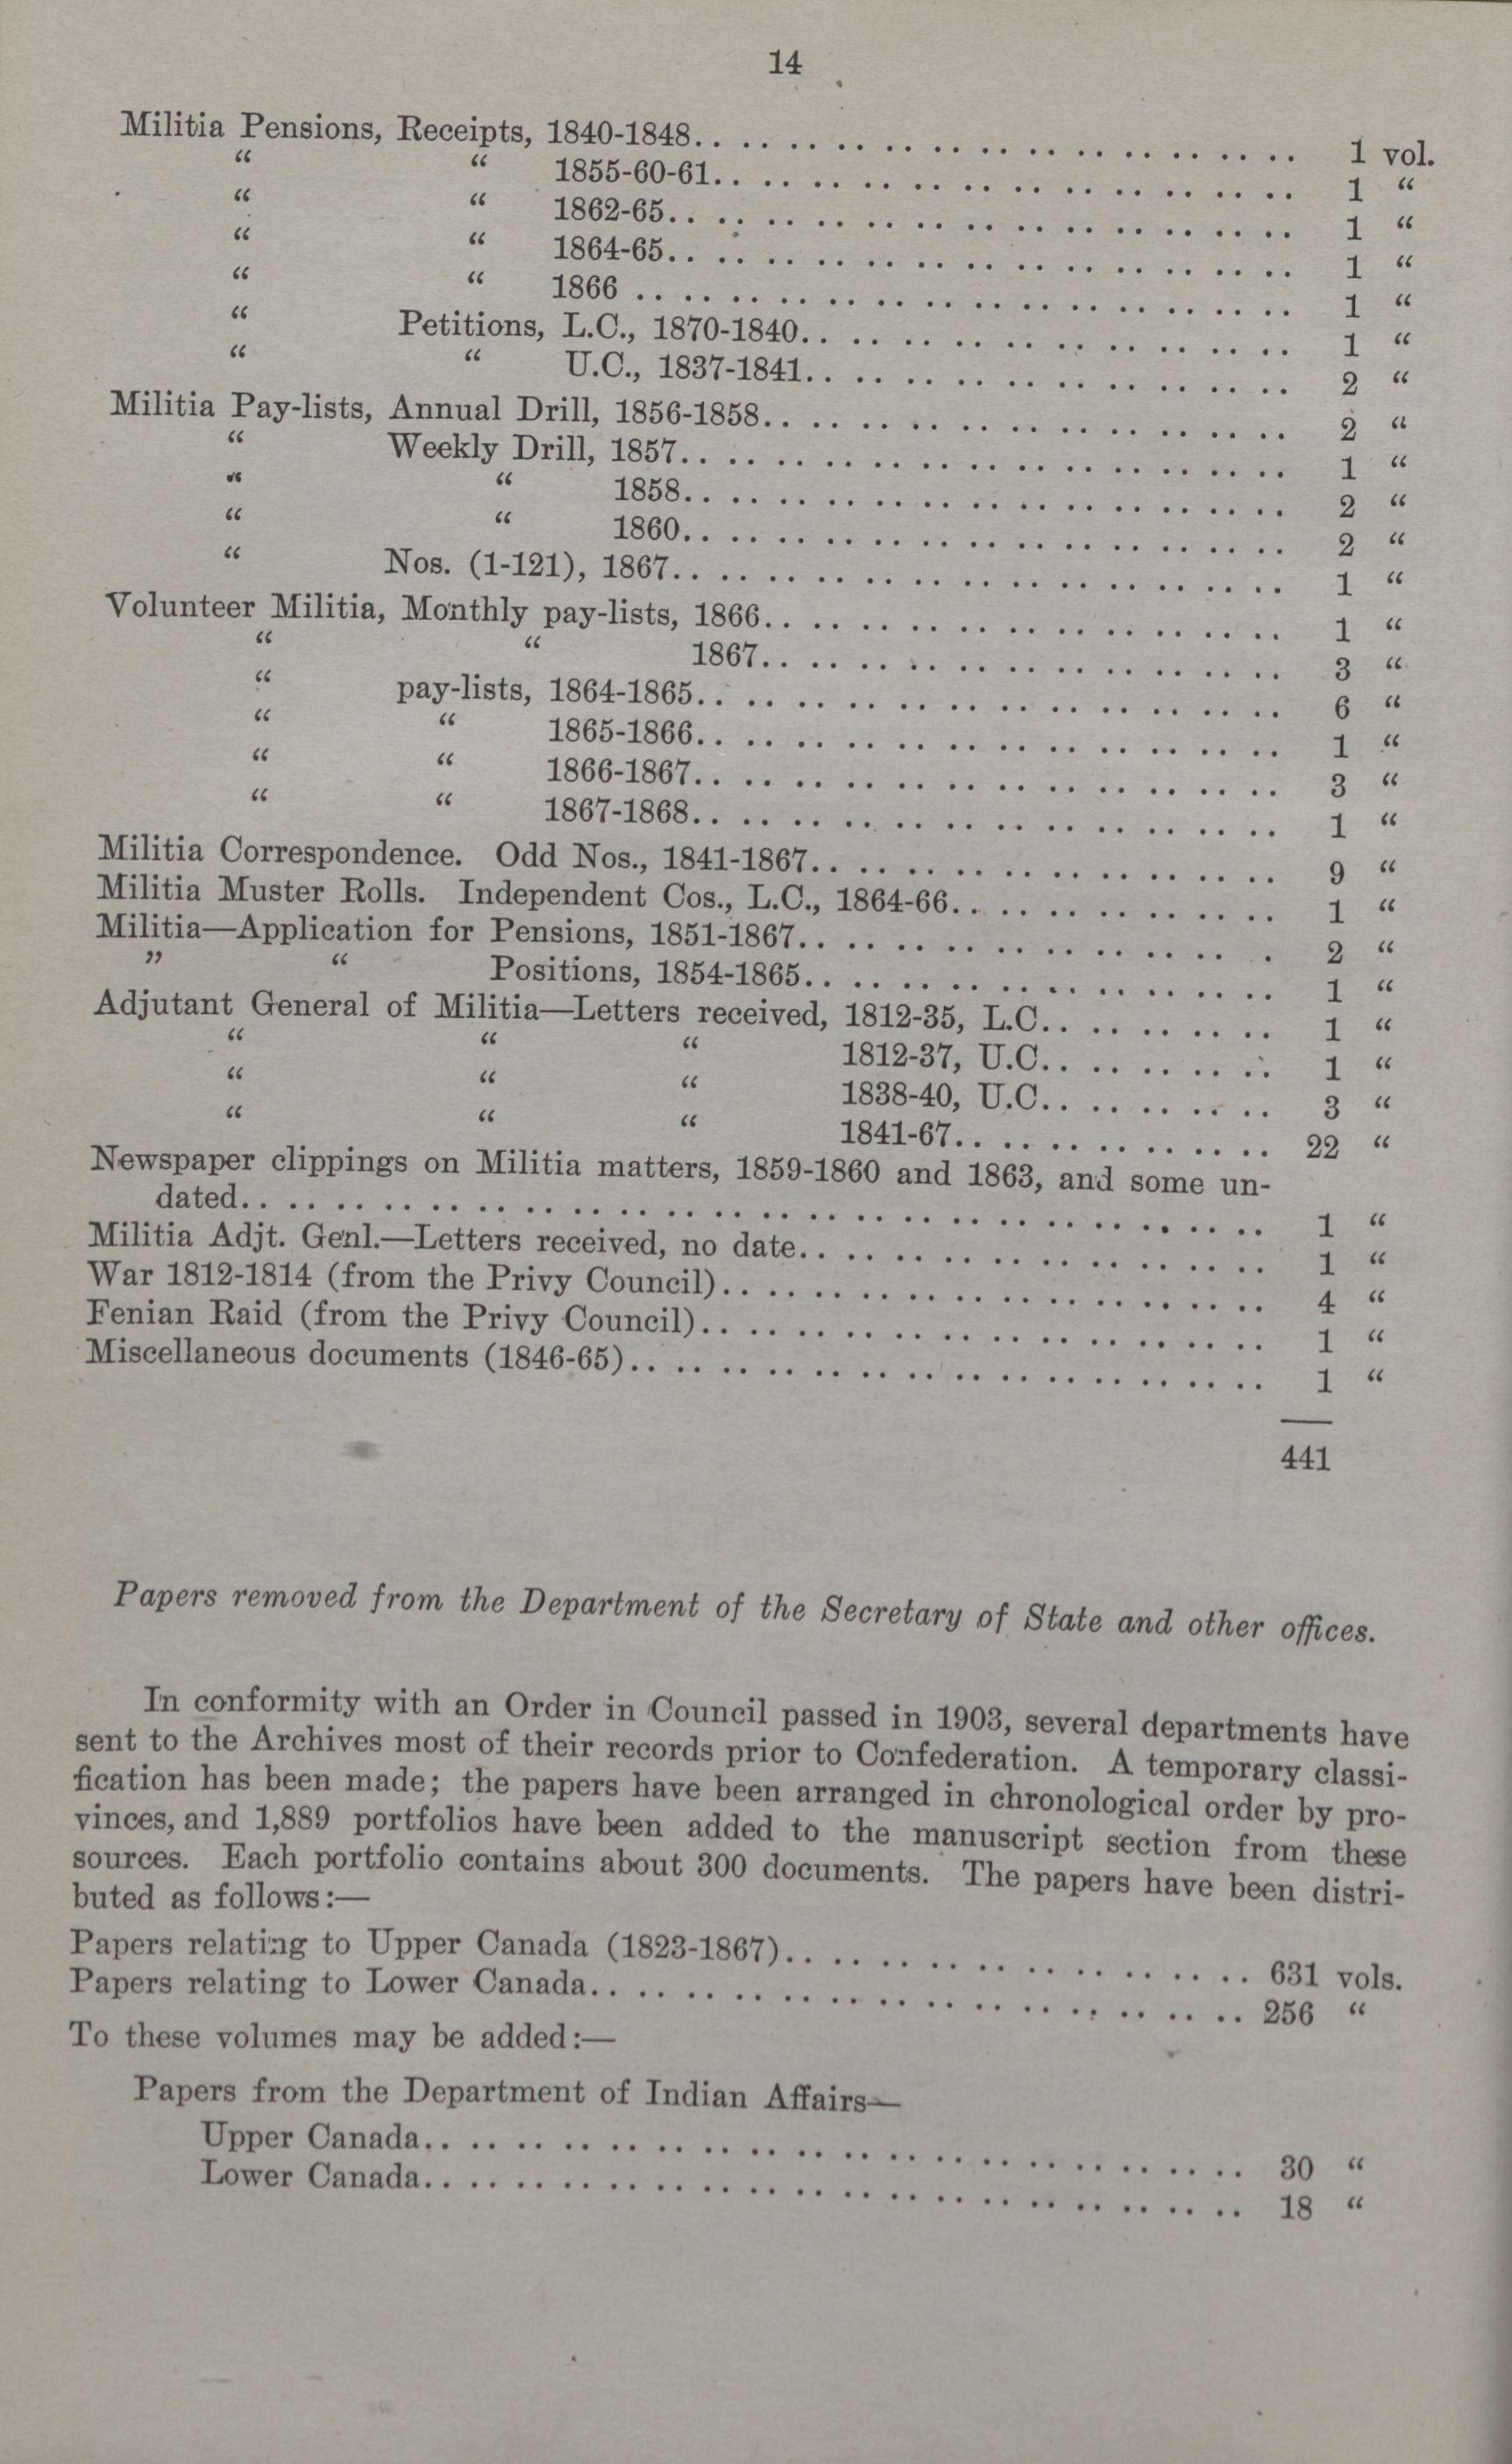 14
Militia Pensions, Receipts, 1840-1848.. .. .. .. .. .. .. .. .. .. .. .. .. 1 vol.
“ “ 1855-60-61.. .. .. .. .. .. .. .. .. .. .. .. 1 “
“ “ 1862-65.. .. .. .. .. .. .. .. .. .. .. .. .. 1 “
“ “ 1864-65.. .. .. .. .. .. .. .. .. .. .. .. .. 1 “
“ “ 1866 .. .. .. .. .. .. .. .. .. .. .. .. .. .. 1 “
“ Petitions, L.C., 1870-1840.. .. .. .. .. .. .. .. .. .. 1 “
“ “ U.C., 1837-1841.. .. .. .. .. .. .. .. .. .. 2 “
Militia Pay-lists, Annual Drill, 1856-1858.. .. .. .. .. .. .. .. .. .. .. 2 “
“ Weekly Drill, 1857.. .. .. .. .. .. .. .. .. .. .. .. .. 1 “
“ “ 1858.. .. .. .. .. .. .. .. .. .. .. .. .. 2 “
“ “ 1860.. .. .. .. .. .. .. .. .. .. .. .. .. 2 “
“ Nos. (1-121), 1867.. .. .. .. .. .. .. .. .. .. .. .. .. 1 “
Volunteer Militia, Monthly pay-lists, 1866.. .. .. .. .. .. .. .. .. .. .. 1 “
“ “ 1867.. .. .. .. .. .. .. .. .. .. .. 3 “
“ pay-lists, 1864-1865.. .. .. .. .. .. .. .. .. .. .. .. 6 “
“ “ 1865-1866.. .. .. .. .. .. .. .. .. .. .. .. 1 “
“ “ 1866-1867.. .. .. .. .. .. .. .. .. .. .. .. 3 “
“ “ 1867-1868.. .. .. .. .. .. .. .. .. .. .. .. 1 “
Militia Correspondence. Odd Nos., 1841-1867.. .. .. .. .. .. .. .. .. .. 9 “
Militia Muster Rolls. Independent Cos., L.C., 1864-66.. .. .. .. .. .. .. 1 “
Militia—Application for Pensions, 1851-1867.. .. .. .. .. .. .. .. .. . 2 “
” “ Positions, 1854-1865.. .. .. .. .. .. .. .. .. .. 1 “
Adjutant General of Militia—Letters received, 1812-35, L.C.. .. .. .. .. 1 “
“ “ “ 1812-37, U.C.. .. .. .. .. 1 “
“ “ “ 1838-40, U.C.. .. .. .. .. 3 “
“ “ “ 1841-67.. .. .. .. .. .. .. 22 “
Newspaper clippings on Militia matters, 1859-1860 and 1863, and some un-
dated.. .. .. .. .. .. .. .. .. .. .. .. .. .. .. .. .. .. .. .. .. .. 1 “
Militia Adjt. Genl.—Letters received, no date.. .. .. .. .. .. .. .. .. .. 1 “
War 1812-1814 (from the Privy Council).. .. .. .. .. .. .. .. .. .. .. .. 4 “
Fenian Raid (from the Privy Council).. .. .. .. .. .. .. .. .. .. .. .. 1 “
Miscellaneous documents (1846-65).. .. .. .. .. .. .. .. .. .. .. .. .. .. 1 “
441
Papers removed from the Department of the Secretary of State and other offices.
In conformity with an Order in Council passed in 1903, several departments have
sent to the Archives most of their records prior to Confederation. A temporary classi-
fication has been made; the papers have been arranged in chronological order by pro-
vinces, and 1,889 portfolios have been added to the manuscript section from these
sources. Each portfolio contains about 300 documents. The papers have been distri-
buted as follows:—
Papers relating to Upper Canada (1823-1867).. .. .. .. .. .. .. .. .. .. 631 vols.
Papers relating to Lower Canada.. .. .. .. .. .. .. .. .. .. .. .. .. .. 256 “
To these volumes may be added:—
Papers from the Department of Indian Affairs—
Upper Canada.. .. .. .. .. .. .. .. .. .. .. .. .. .. .. .. .. .. 30 “
Lower Canada.. .. .. .. .. .. .. .. .. .. .. .. .. .. .. .. .. .. 18 “